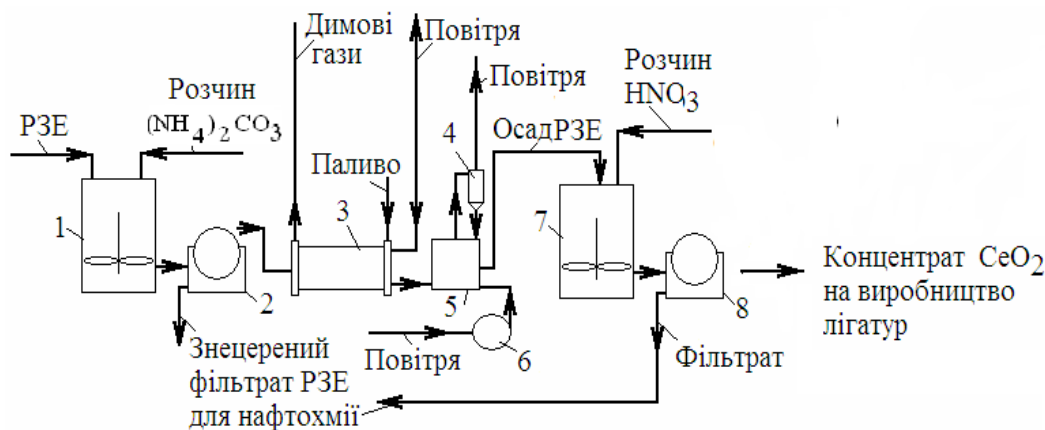 Димові
гази
Повітря
Повітря
Розчин
HNO3
Розчин
(NH4)2CO3
РЗЕ
Паливо
4
ОсадРЗЕ
1
3
7
2
5
6
8
Повітря
Знецерений
фільтрат РЗЕ
для нафтохмії
Фільтрат
Концентрат CeO2
на виробництво
лігатур